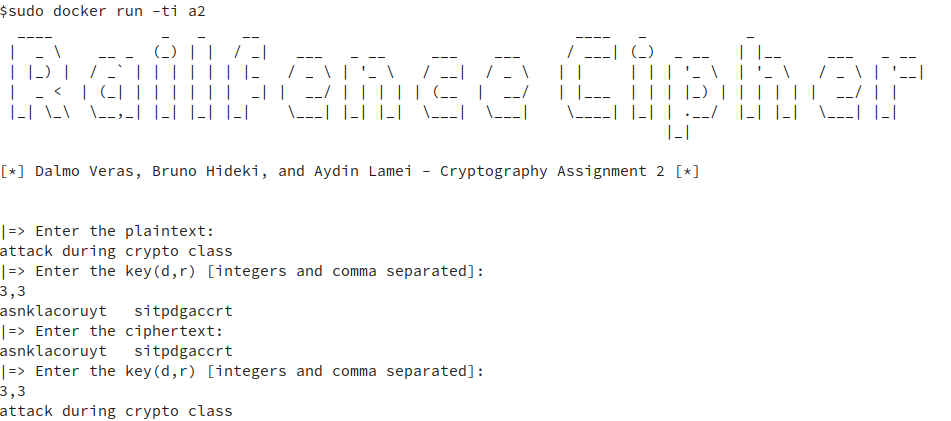 $sudo docker run -ti a2
Railfence Cipher
[*] Dalmo Veras, Bruno Hideki, and Aydin Lamei - Cryptography Assignment 2 [*]
|=> Enter the plaintext:
attack during crypto class
|=> Enter the key(d,r) [integers and comma separated]:
3,3
asnklacoruyt   sitpdgaccrt
|=> Enter the ciphertext:
asnklacoruyt   sitpdgaccrt
|=> Enter the key(d,r) [integers and comma separated]:
3,3
attack during crypto class